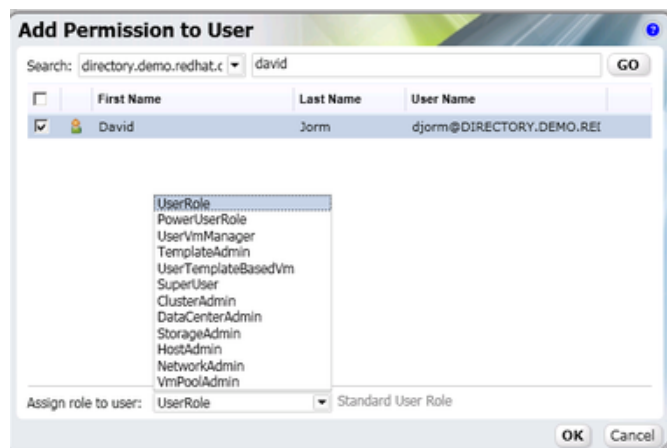 Add Permission to User
?
Search: directory.demo.redhat.c david GO
First Name Last Name User Name
David Jorm djorm@DIRECTORY.DEMO.REI
UserRole
PowerUserRole
UserVmManager
TemplateAdmin
UserTemplateBasedVm
SuperUser
ClusterAdmin
DataCenterAdmin
StorageAdmin
HostAdmin
NetworkAdmin
VmPoolAdmin
Assign role to user: UserRole Standard User Role
OK Cancel